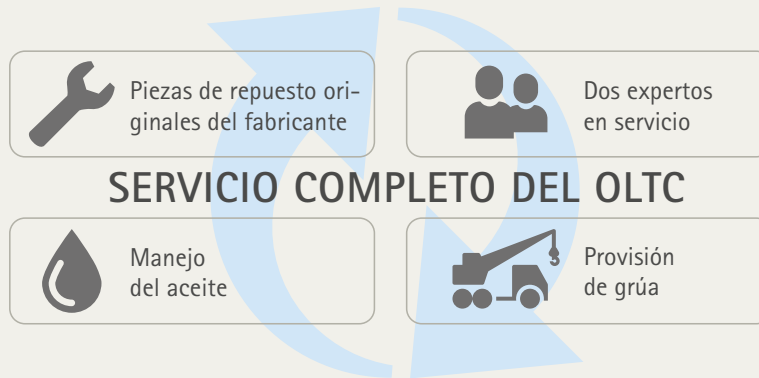 Piezas de repuesto ori-
ginales del fabricante
Dos expertos
en servicio
SERVICIO COMPLETO DEL OLTC
Manejo
del aceite
Provisión
de grúa